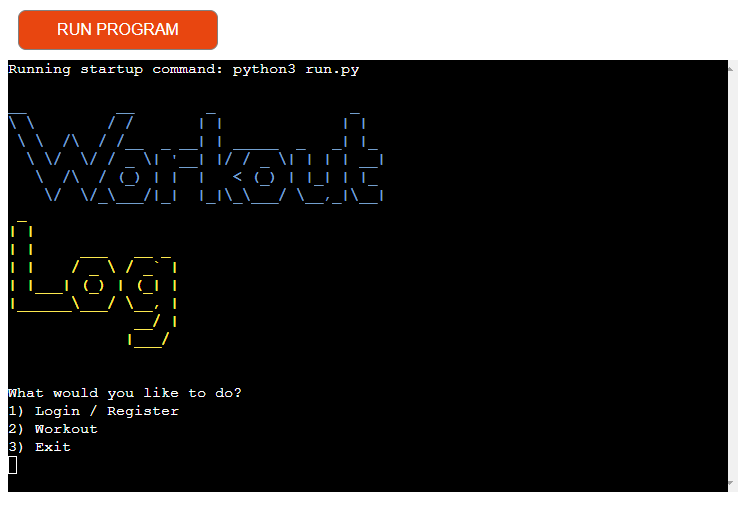 RUN PROGRAM
Running startup command: python3 run.py
Workout
Log
What would you like to do?
1) Login / Register
2) Workout
3) Exit